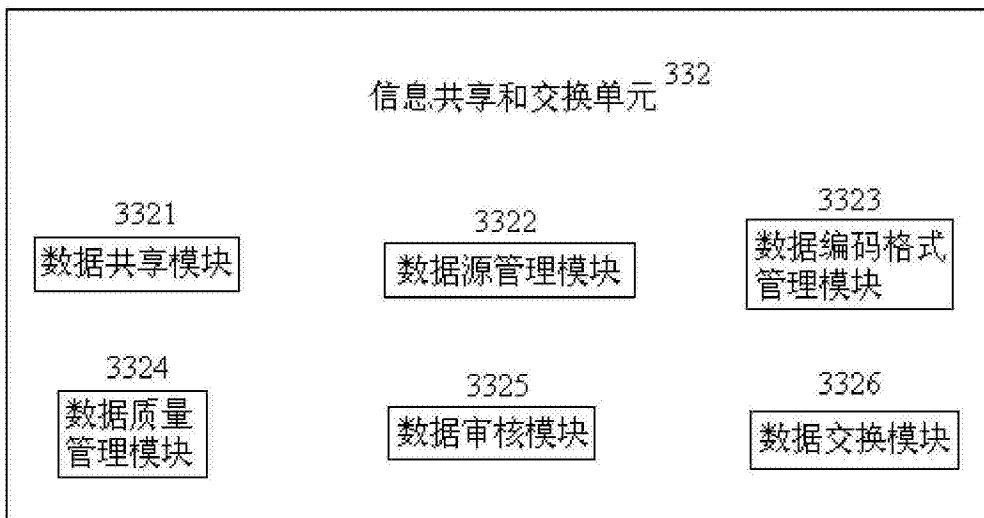 信息共享和交换单元 332
3321
数据共享模块
3322
数据源管理模块
3323
数据编码格式
管理模块
3324
数据质量
管理模块
3325
数据审核模块
3326
数据交换模块